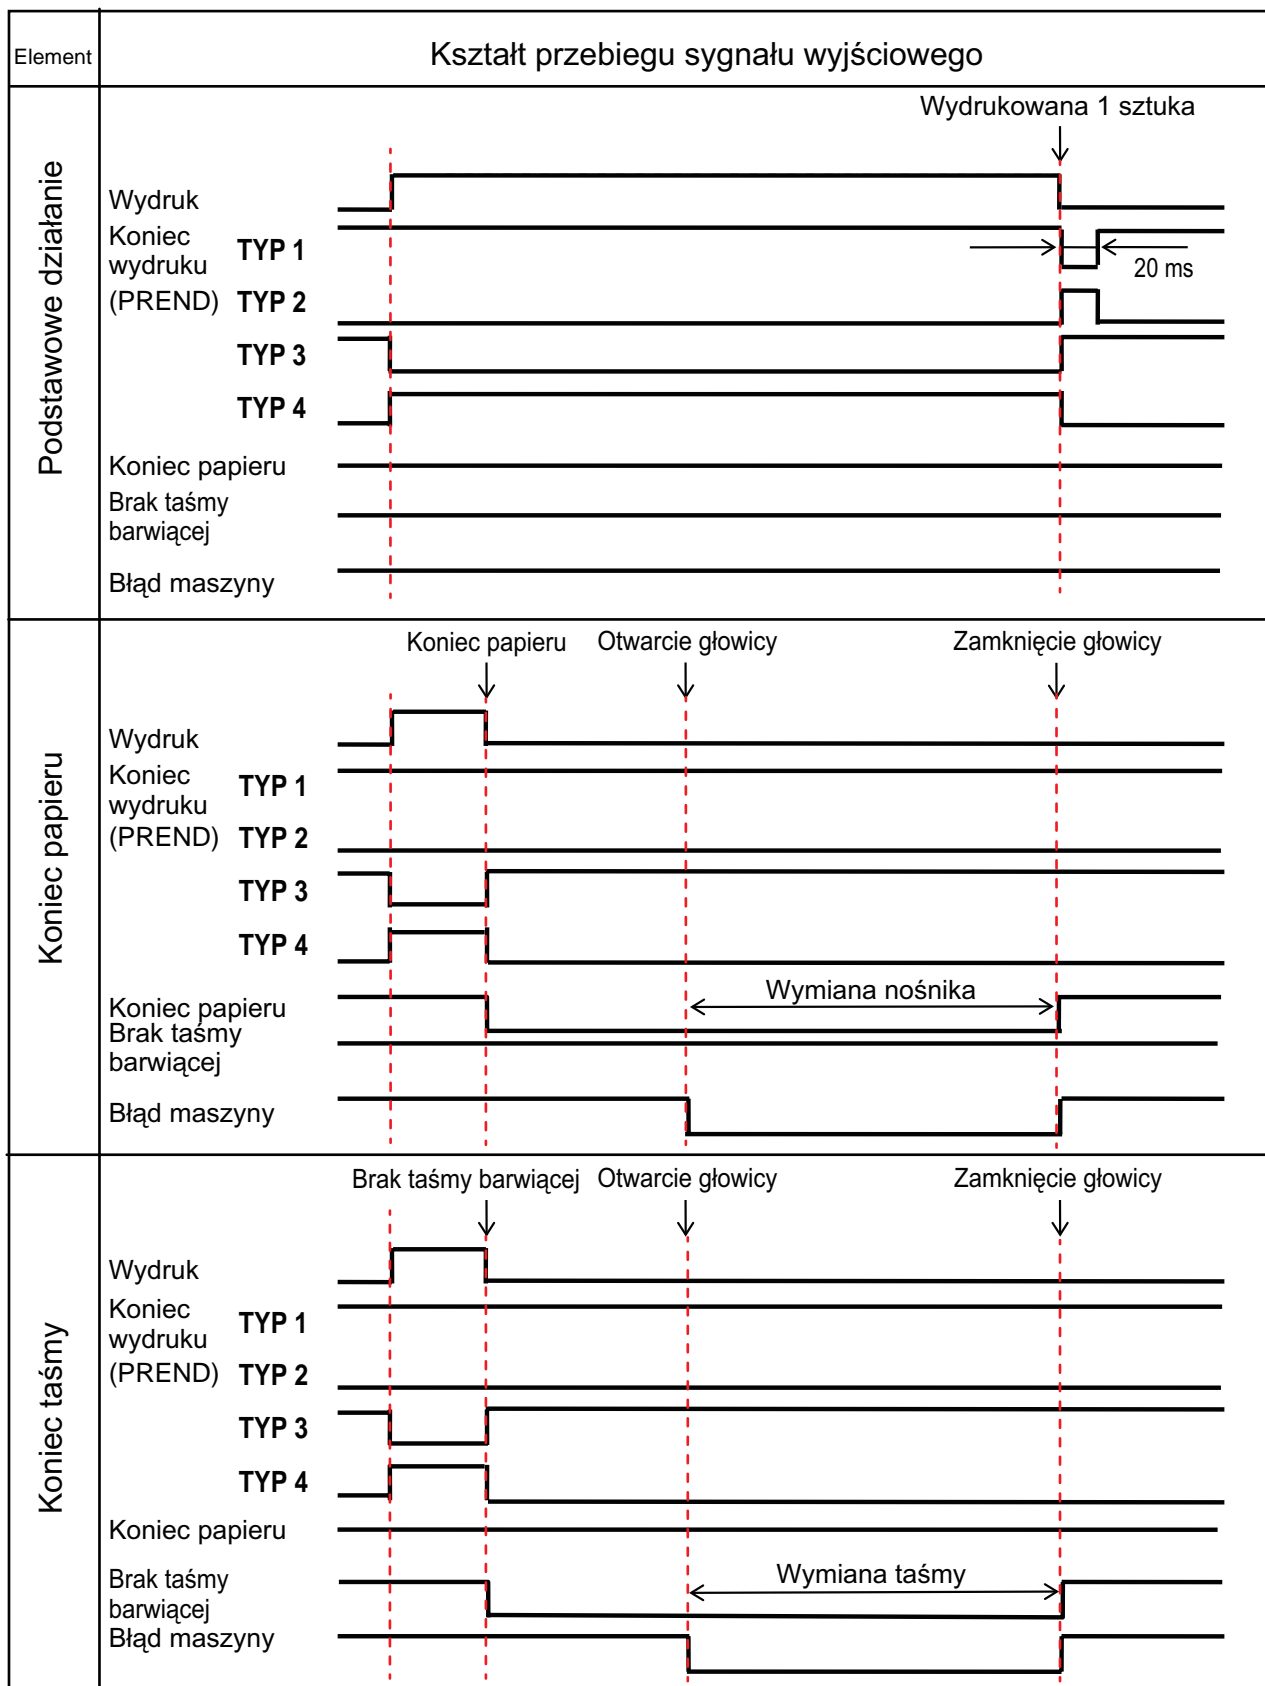 Element
Kształt przebiegu sygnału wyjściowego
Podstawowe działanie
Wydrukowana 1 sztuka
Wydruk
Koniec
wydruku
(PREND)
TYP 1
20 ms
TYP 2
TYP 3
TYP 4
Koniec papieru
Brak taśmy
barwiącej
Błąd maszyny
Koniec papieru
Koniec papieru
Otwarcie głowicy
Zamknięcie głowicy
Wydruk
Koniec
wydruku
(PREND)
TYP 1
TYP 2
TYP 3
TYP 4
Wymiana nośnika
Koniec papieru
Brak taśmy
barwiącej
Błąd maszyny
Koniec taśmy
Brak taśmy barwiącej
Otwarcie głowicy
Zamknięcie głowicy
Wydruk
Koniec
wydruku
(PREND)
TYP 1
TYP 2
TYP 3
TYP 4
Koniec papieru
Wymiana taśmy
Brak taśmy
barwiącej
Błąd maszyny